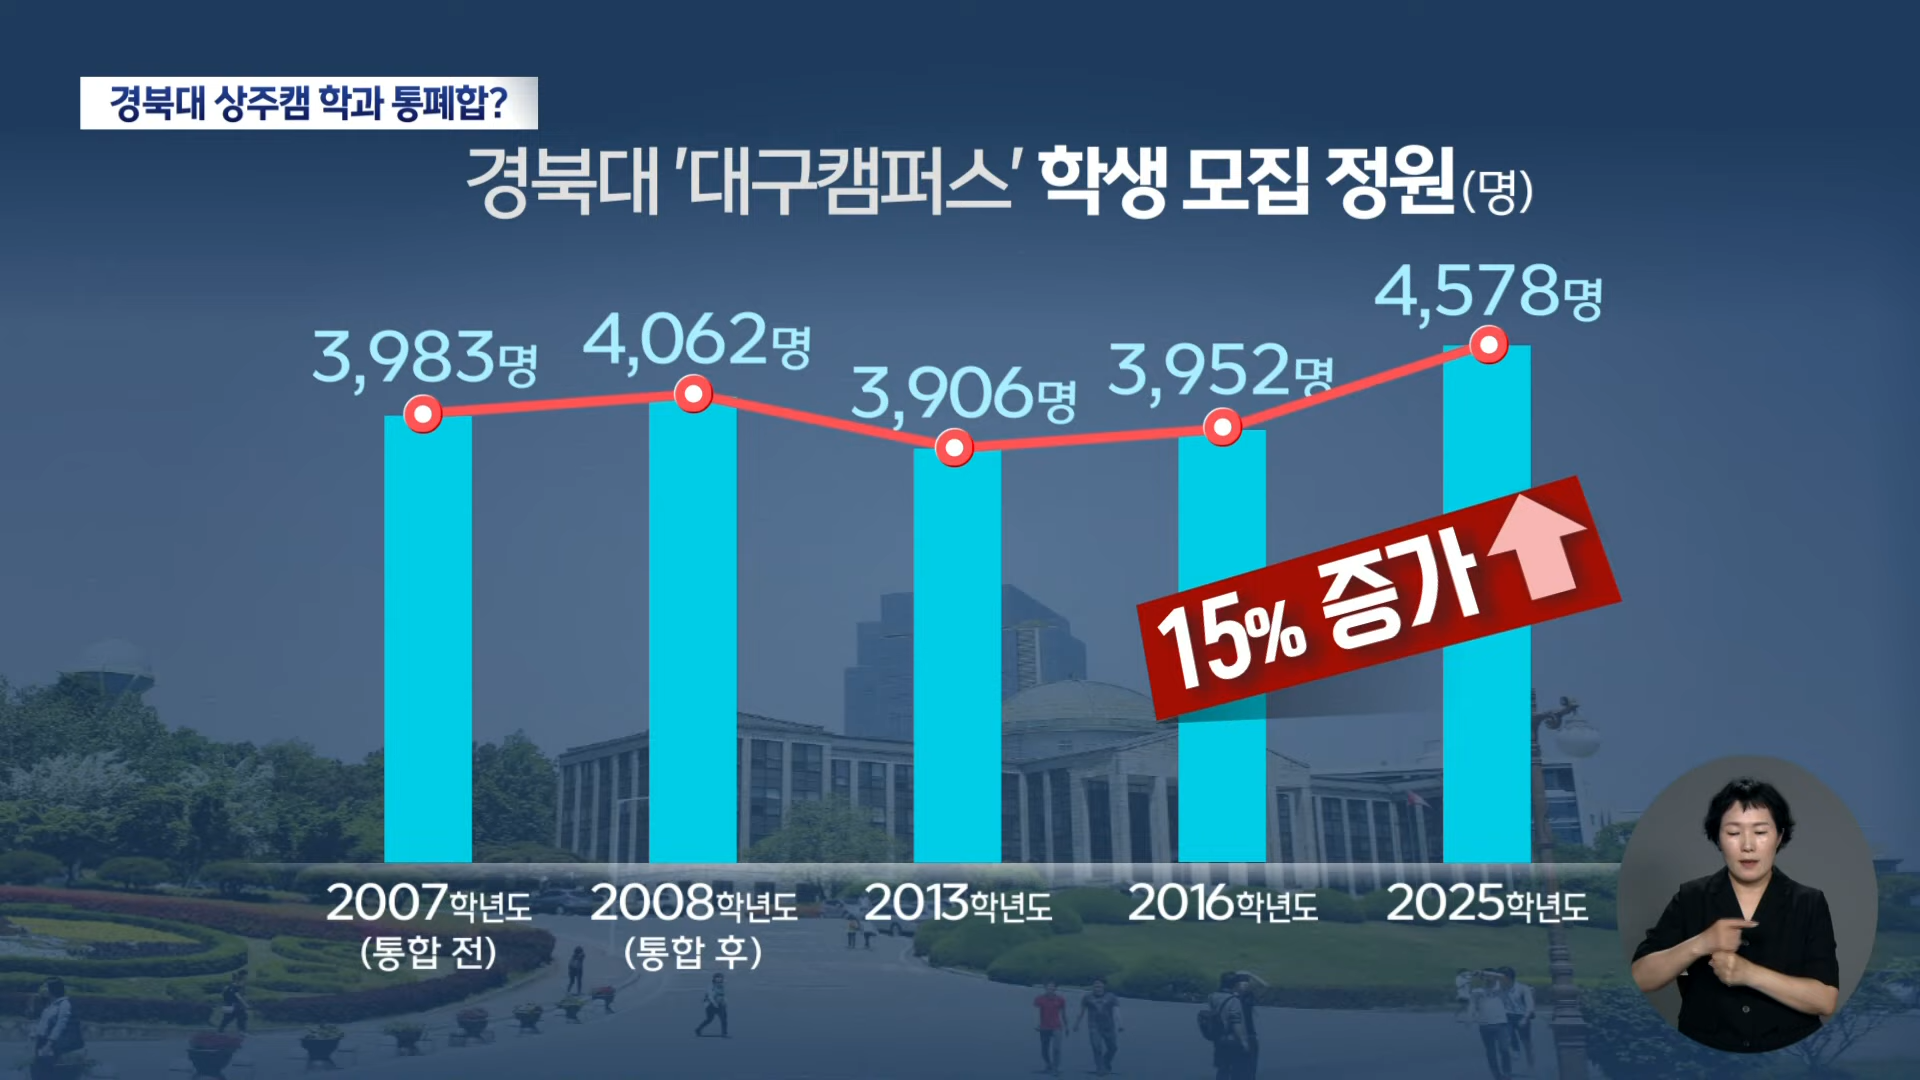 경북대 상주캠 학과 통폐합?
경북대 '대구캠퍼스' 학생 모집 정원(명)
3,983명
4,062명
3,906명
3,952명
4,578명
15% 증가
2007학년도
(통합 전)
2008학년도
(통합 후)
2013학년도
2016학년도
2025학년도